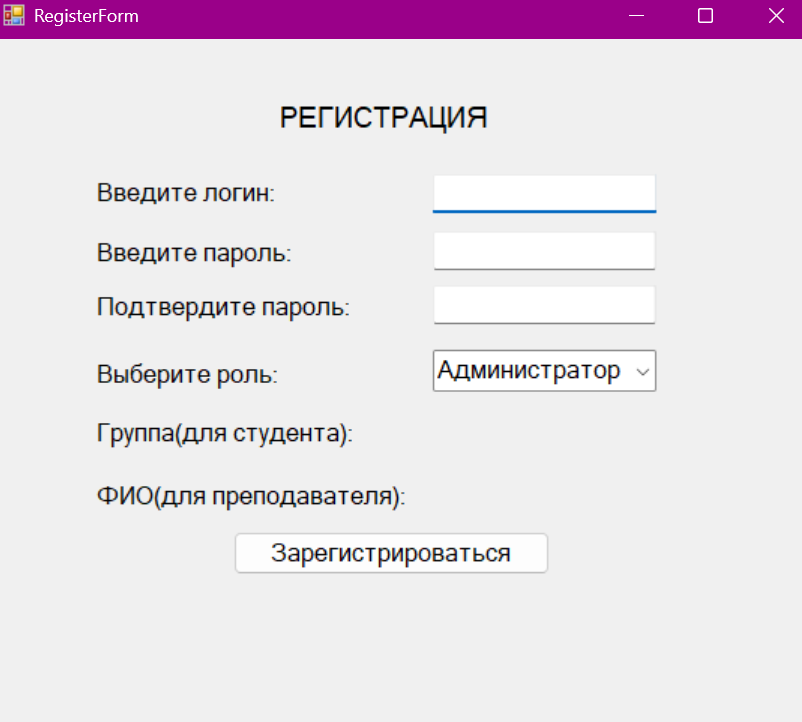 RegisterForm
РЕГИСТРАЦИЯ
Введите логин:
Введите пароль:
Подтвердите пароль:
Выберите роль: Администратор
Группа(для студента):
ФИО(для преподавателя):
Зарегистрироваться